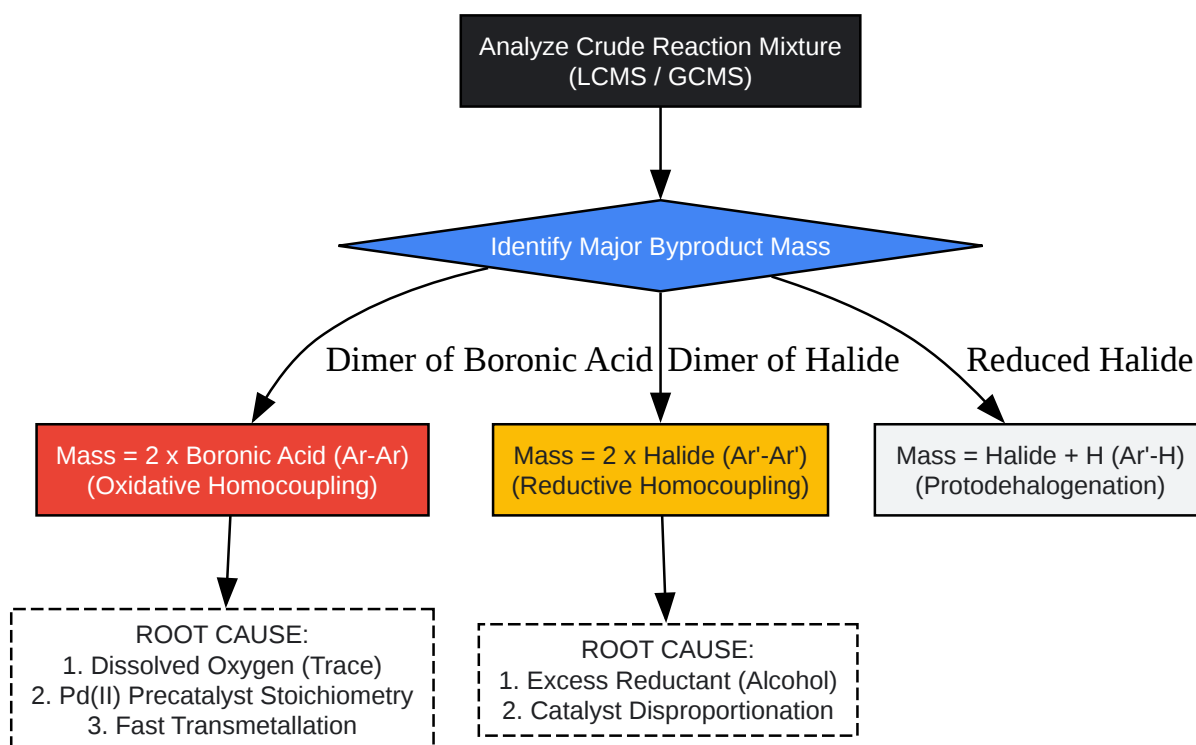 Analyze Crude Reaction Mixture
(LCMS / GCMS)
Identify Major Byproduct Mass
Dimer of Boronic Acid
Dimer of Halide
Reduced Halide
Mass = 2 x Boronic Acid (Ar-Ar)
(Oxidative Homocoupling)
Mass = 2 x Halide (Ar'-Ar')
(Reductive Homocoupling)
Mass = Halide + H (Ar'-H)
(Protodehalogenation)
ROOT CAUSE:
1. Dissolved Oxygen (Trace)
2. Pd(II) Precatalyst Stoichiometry
3. Fast Transmetallation
ROOT CAUSE:
1. Excess Reductant (Alcohol)
2. Catalyst Disproportionation